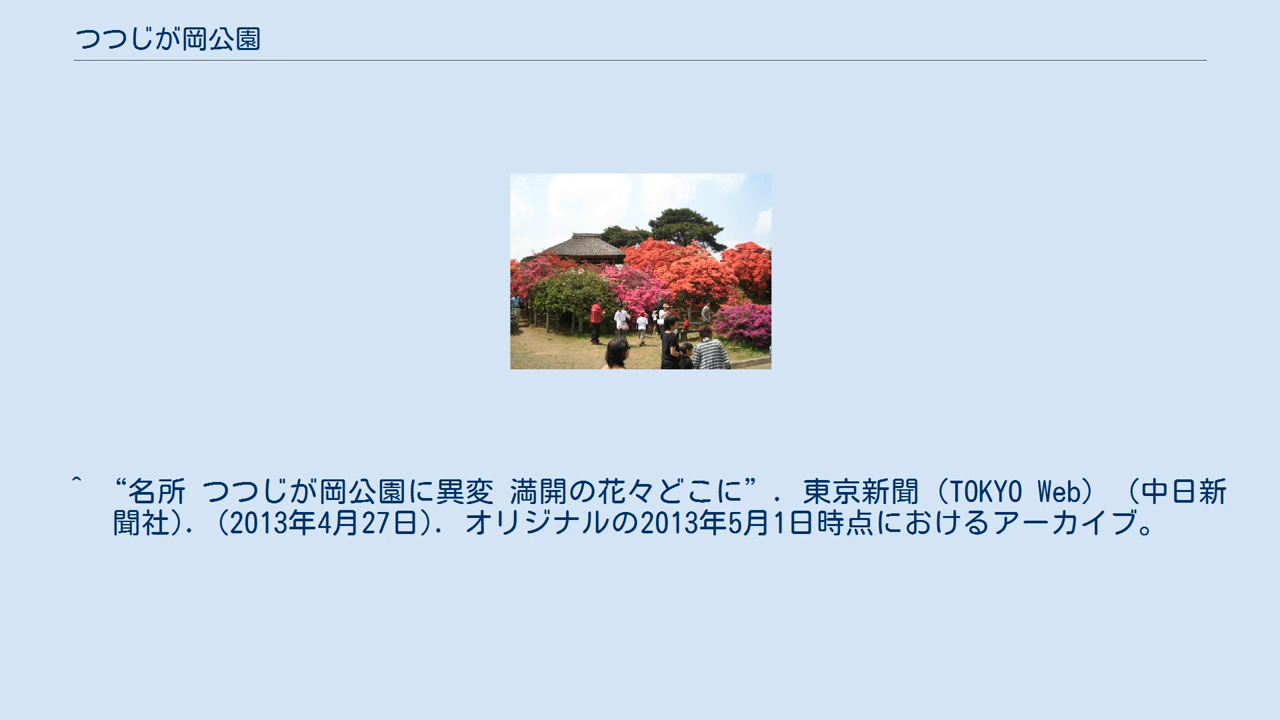 つつじが岡公園
^ “名所 つつじが岡公園に異変 満開の花々どこに”. 東京新聞 (TOKYO Web) (中日新
聞社). (2013年4月27日). オリジナルの2013年5月1日時点におけるアーカイブ。